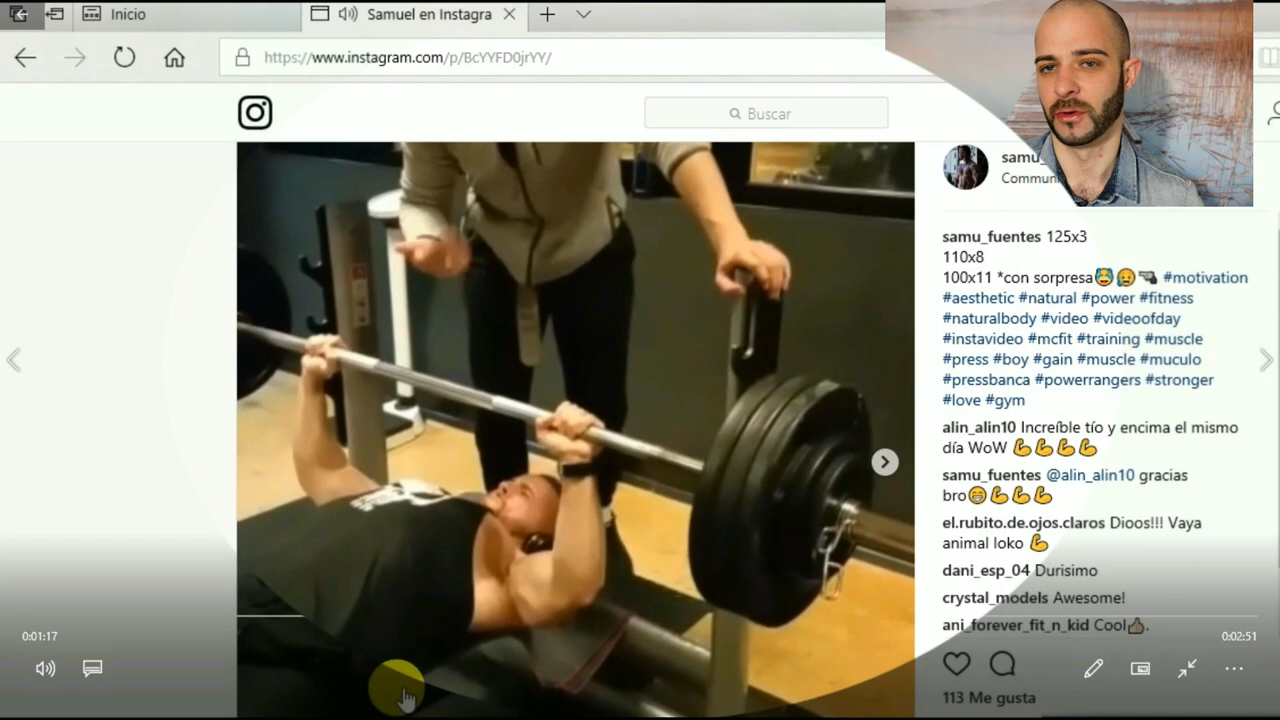 Inicio
Samuel en Instagra
https://www.instagram.com/p/BcYYFD0jrYY/
Buscar
samu_
Commun
samu_fuentes 125x3
110x8
100x11 *con sorpresa😨😥🔫 #motivation
#aesthetic #natural #power #fitness
#naturalbody #video #videoofday
#instavideo #mcfit #training #muscle
#press #boy #gain #muscle #muculo
#pressbanca #powerrangers #stronger
#love #gym
alin_alin10 Increíble tío y encima el mismo
día WoW 💪💪💪💪
samu_fuentes @alin_alin10 gracias
bro😁💪💪💪
el.rubito.de.ojos.claros Dioos!!! Vaya
animal loko 💪
dani_esp_04 Durisimo
crystal_models Awesome!
ani_forever_fit_n_kid Cool👍🏿.
113 Me gusta
0:01:17
0:02:51